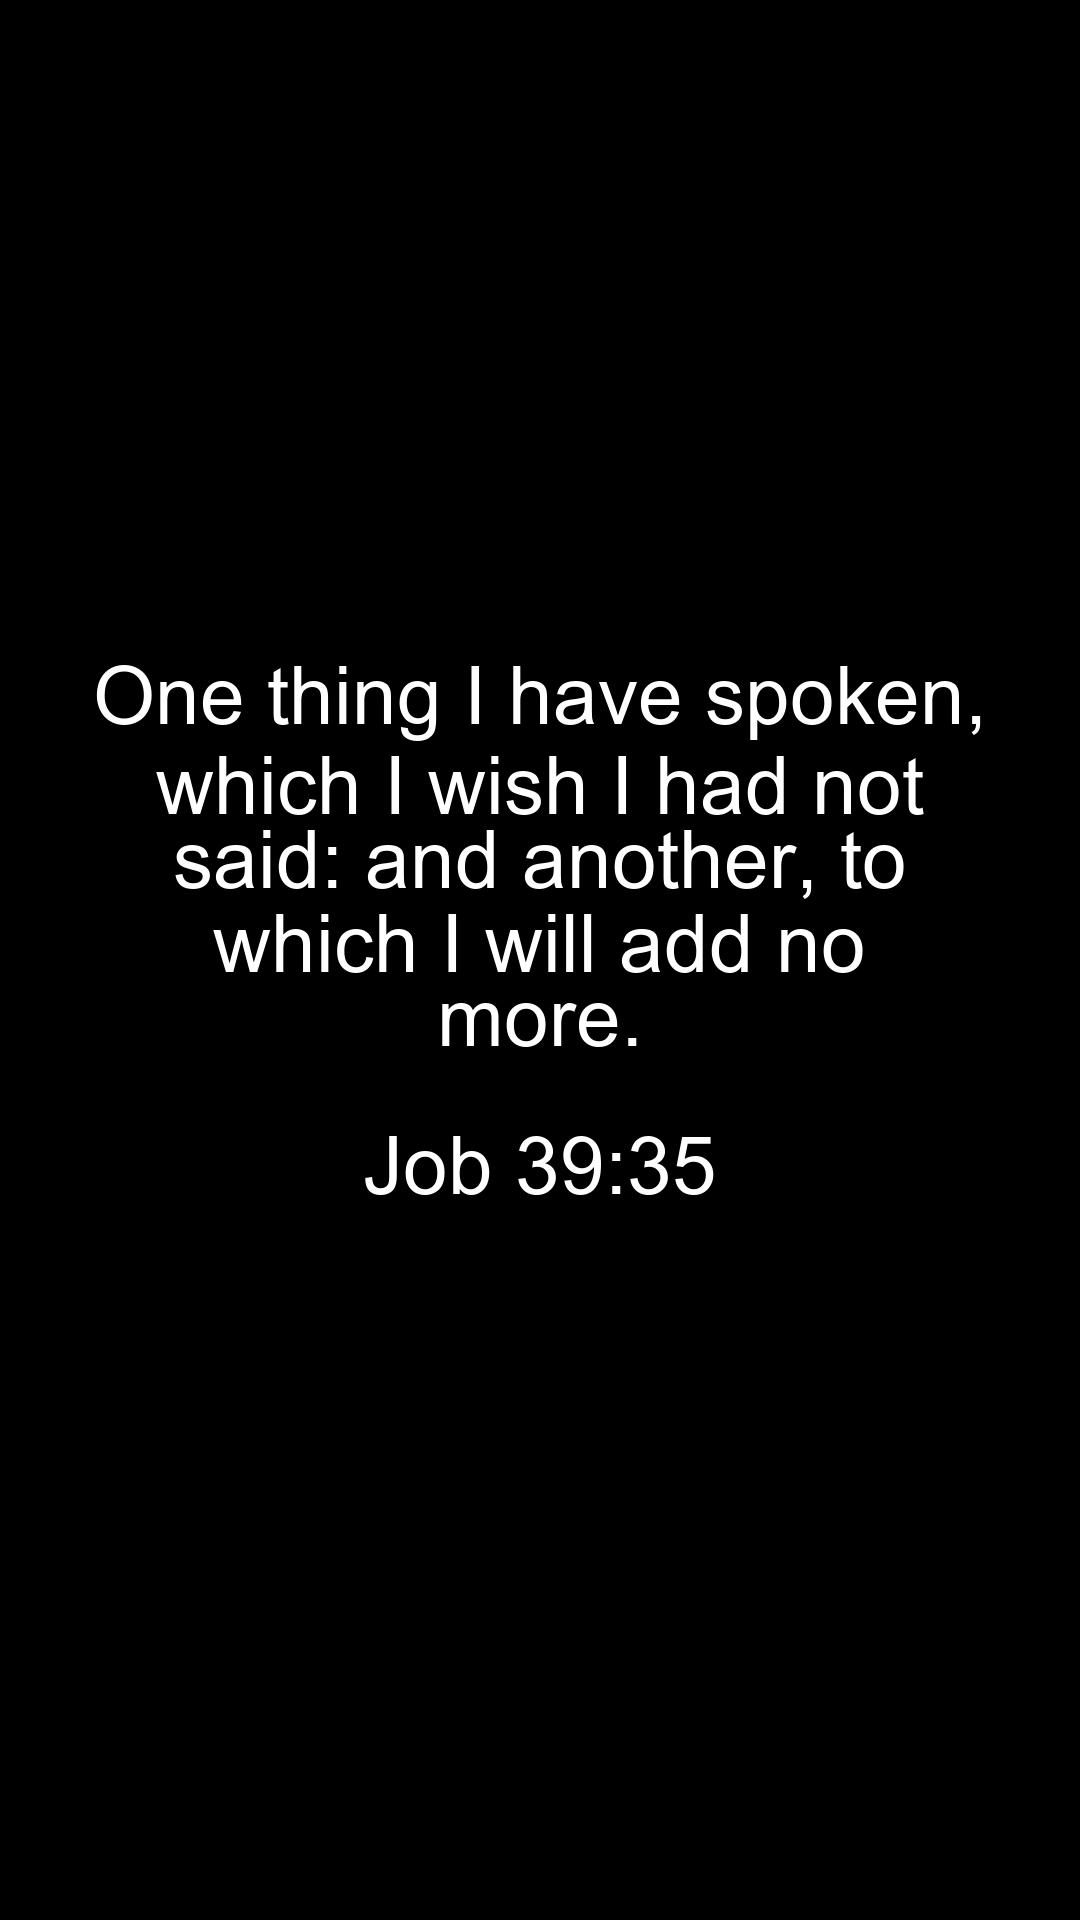 One thing I have spoken,
which I wish I had not
said: and another, to
which I will add no
more.
Job 39:35